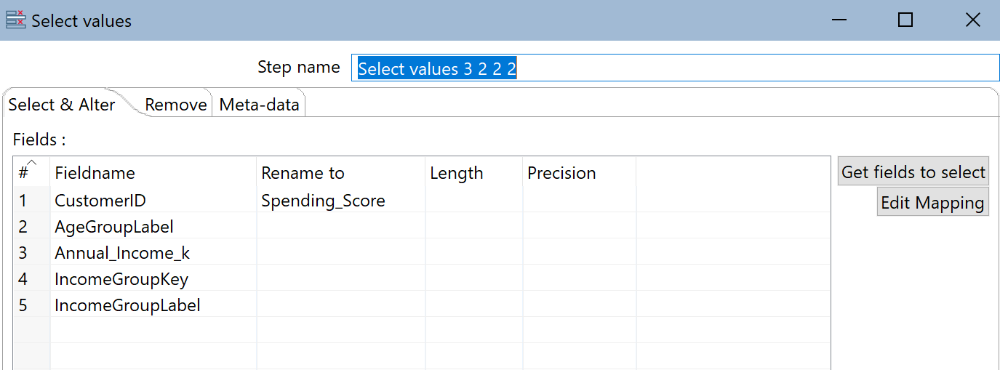 Select values
Step name Select values 3 2 2 2
Select & Alter Remove Meta-data
Fields :
# Fieldname Rename to Length Precision
Get fields to select
1 CustomerID Spending_Score
Edit Mapping
2 AgeGroupLabel
3 Annual_Income_k
4 IncomeGroupKey
5 IncomeGroupLabel